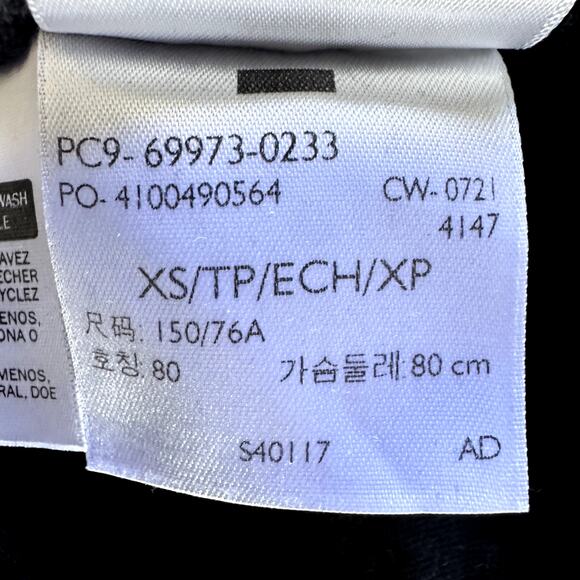 PC9- 69973-0233
PO- 4100490564 CW- 0721
4147
XS/TP/ECH/XP
尺码: 150/76A
호칭: 80 가슴둘레: 80 cm
S40117 AD
WASH
LE
AVEZ
ECHER
YCLEZ
ENOS,
ONA O
MENOS,
RAL, DOE